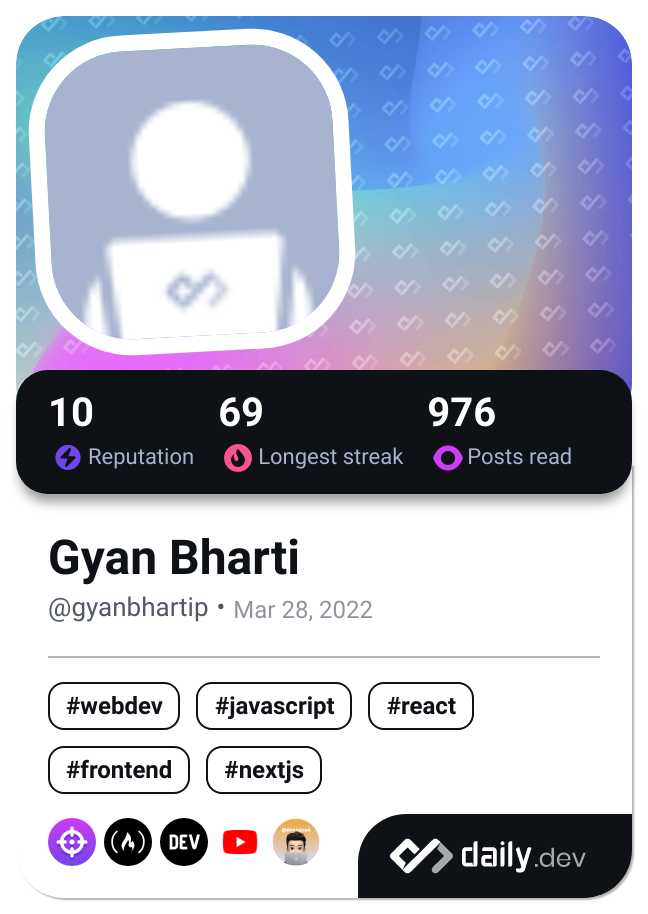 10 69 976
Reputation Longest streak Posts read
Gyan Bharti
@gyanbhartip • Mar 28, 2022
#webdev #javascript #react
#frontend #nextjs
DEV
daily.dev